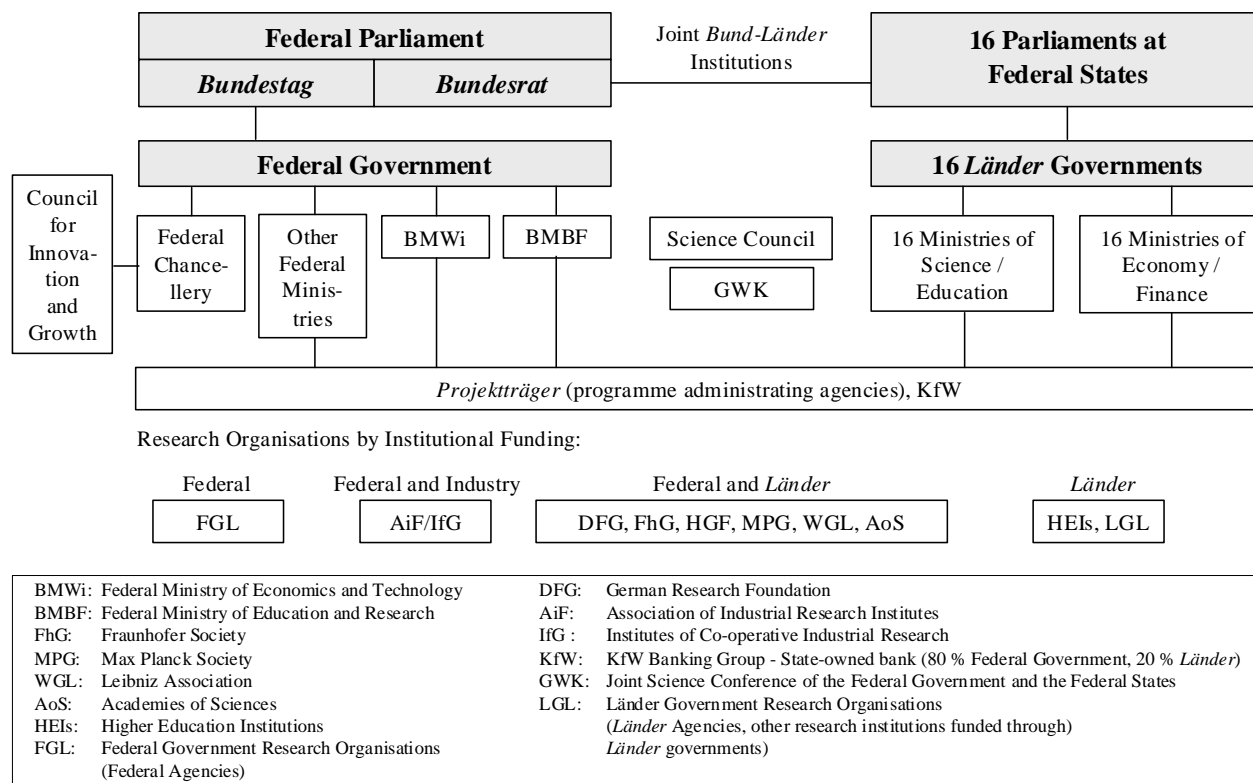 Federal Parliament
Bundestag
Bundesrat
Joint Bund-Länder
Institutions
16 Parliaments at
Federal States
Federal Government
16 Länder Governments
Council
for
Innova-
tion
and
Growth
Federal
Chance-
llery
Other
Federal
Minis-
tries
BMWi
BMBF
Science Council
GWK
16 Ministries of
Science /
Education
16 Ministries of
Economy /
Finance
Projektträger (programme administrating agencies), KfW
Research Organisations by Institutional Funding:
Federal
FGL
Federal and Industry
AiF/IfG
Federal and Länder
DFG, FhG, HGF, MPG, WGL, AoS
Länder
HEIs, LGL
BMWi: Federal Ministry of Economics and Technology
BMBF: Federal Ministry of Education and Research
FhG: Fraunhofer Society
MPG: Max Planck Society
WGL: Leibniz Association
AoS: Academies of Sciences
HEIs: Higher Education Institutions
FGL: Federal Government Research Organisations
(Federal Agencies)
DFG: German Research Foundation
AiF: Association of Industrial Research Institutes
IfG : Institutes of Co-operative Industrial Research
KfW: KfW Banking Group - State-owned bank (80 % Federal Government, 20 % Länder)
GWK: Joint Science Conference of the Federal Government and the Federal States
LGL: Länder Government Research Organisations
(Länder Agencies, other research institutions funded through)
Länder governments)